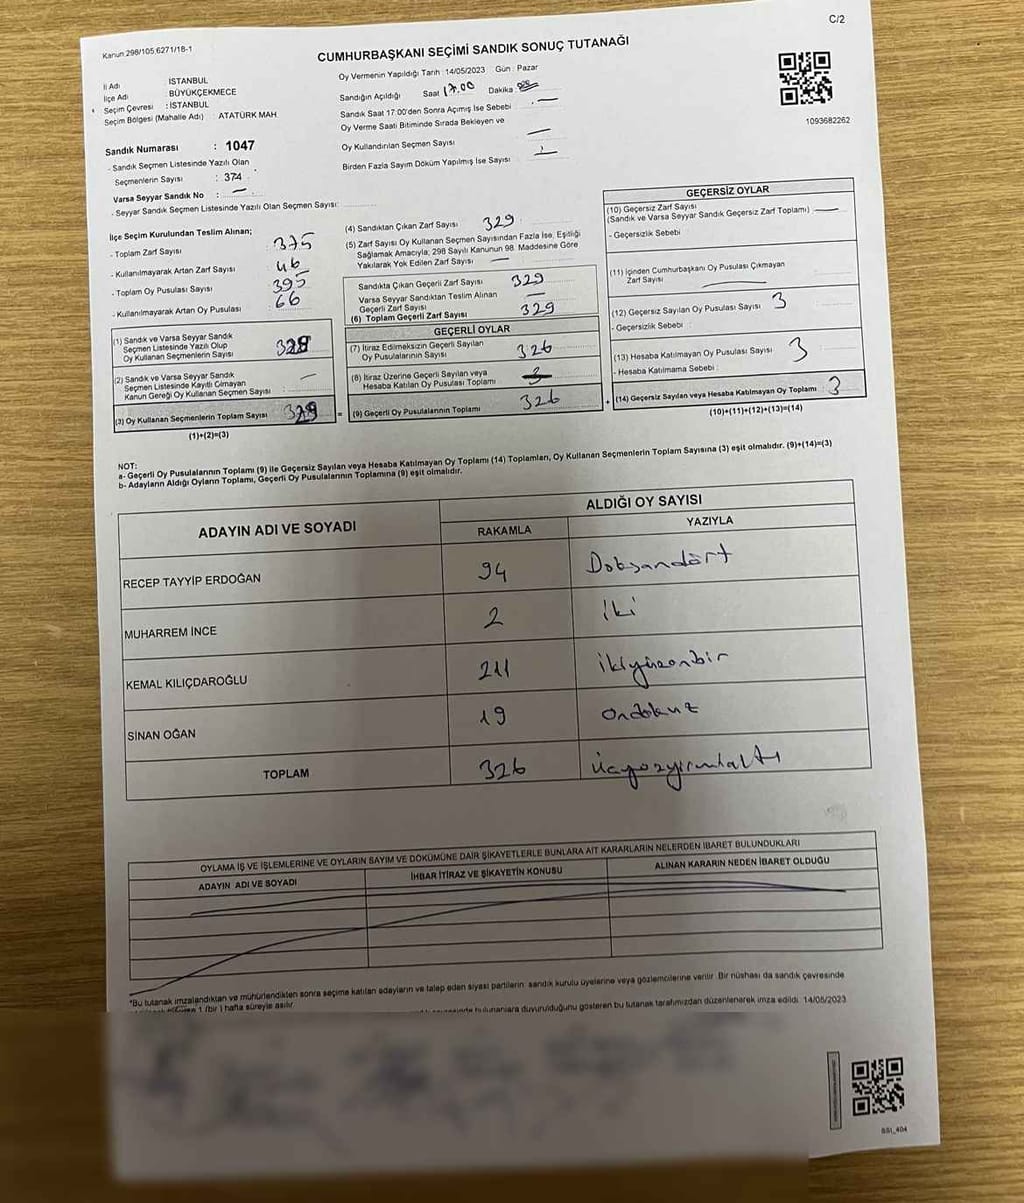 C/2
Kanun.298/105,6271/18-1
CUMHURBAŞKANI SEÇİMİ SANDIK SONUÇ TUTANAĞI
İl Adı İSTANBUL
İlçe Adı BÜYÜKÇEKMECE
Seçim Çevresi : İSTANBUL
Seçim Bölgesi (Mahalle Adı) ATATÜRK MAH.
Sandık Numarası : 1047
- Sandık Seçmen Listesinde Yazılı Olan
Seçmenlerin Sayısı : 374
Varsa Seyyar Sandık No : —
- Seyyar Sandık Seçmen Listesinde Yazılı Olan Seçmen Sayısı:
Oy Vermenin Yapıldığı Tarih : 14/05/2023 Gün : Pazar
Sandığın Açıldığı Saat 17.00 Dakika :
Sandık Saat 17:00'den Sonra Açımış İse Sebebi : —
Oy Verme Saati Bitiminde Sırada Bekleyen ve
Oy Kullandırılan Seçmen Sayısı —
Birden Fazla Sayım Döküm Yapılmış İse Sayısı :
1093682262
İlçe Seçim Kurulundan Teslim Alınan;
- Toplam Zarf Sayısı : 375
- Kullanılmayarak Artan Zarf Sayısı : 46
- Toplam Oy Pusulası Sayısı : 395
- Kullanılmayarak Artan Oy Pusulası : 66
(1) Sandık ve Varsa Seyyar Sandık
Seçmen Listesinde Yazılı Olup
Oy Kullanan Seçmenlerin Sayısı 329
(2) Sandık ve Varsa Seyyar Sandık
Seçmen Listesinde Kayıtlı Olmayan
Kanun Gereği Oy Kullanan Seçmen Sayısı : —
(3) Oy Kullanan Seçmenlerin Toplam Sayısı : 329
(1)+(2)=(3)
(4) Sandıktan Çıkan Zarf Sayısı 329
(5) Zarf Sayısı Oy Kullanan Seçmen Sayısından Fazla İse, Eşitliği
Sağlamak Amacıyla; 298 Sayılı Kanunun 98. Maddesine Göre
Yakılarak Yok Edilen Zarf Sayısı —
Sandıkta Çıkan Geçerli Zarf Sayısı 329
Varsa Seyyar Sandıktan Teslim Alınan
Geçerli Zarf Sayısı —
(6) Toplam Geçerli Zarf Sayısı 329
GEÇERLİ OYLAR
(7) İtiraz Edilmeksizin Geçerli Sayılan
Oy Pusulalarının Sayısı 326
(8) İtiraz Üzerine Geçerli Sayılan veya
Hesaba Katılan Oy Pusulası Toplamı
= (9) Geçerli Oy Pusulalarının Toplamı 326
GEÇERSİZ OYLAR
(10) Geçersiz Zarf Sayısı
(Sandık ve Varsa Seyyar Sandık Geçersiz Zarf Toplamı) —
- Geçersizlik Sebebi :
(11) İçinden Cumhurbaşkanı Oy Pusulası Çıkmayan
Zarf Sayısı —
(12) Geçersiz Sayılan Oy Pusulası Sayısı : 3
- Geçersizlik Sebebi :
(13) Hesaba Katılmayan Oy Pusulası Sayısı : 3
- Hesaba Katılmama Sebebi :
+ (14) Geçersiz Sayılan veya Hesaba Katılmayan Oy Toplamı : 3
(10)+(11)+(12)+(13)=(14)
NOT:
a- Geçerli Oy Pusulalarının Toplamı (9) ile Geçersiz Sayılan veya Hesaba Katılmayan Oy Toplamı (14) Toplamları, Oy Kullanan Seçmenlerin Toplam Sayısına (3) eşit olmalıdır. (9)+(14)=(3)
b- Adayların Aldığı Oyların Toplamı, Geçerli Oy Pusulalarının Toplamına (9) eşit olmalıdır.
ADAYIN ADI VE SOYADI ALDIĞI OY SAYISI
RAKAMLA YAZIYLA
RECEP TAYYİP ERDOĞAN 94 Doksandört
MUHARREM İNCE 2 iki
KEMAL KILIÇDAROĞLU 211 ikiyüzonbir
SİNAN OĞAN 19 ondokuz
TOPLAM 326 üçyüzyirmialtı
OYLAMA İŞ VE İŞLEMLERİNE VE OYLARIN SAYIM VE DÖKÜMÜNE DAİR ŞİKAYETLERLE BUNLARA AİT KARARLARIN NELERDEN İBARET BULUNDUKLARI
ADAYIN ADI VE SOYADI İHBAR İTİRAZ VE ŞİKAYETİN KONUSU ALINAN KARARIN NEDEN İBARET OLDUĞU
*Bu tutanak imzalandıktan ve mühürlendikten sonra seçime katılan adayların ve talep eden siyasi partilerin sandık kurulu üyelerine veya gözlemcilerine verilir. Bir nüshası da sandık çevresinde
1 (bir ) hafta süreyle asılır.
bulunanlara duyurulduğunu gösteren bu tutanak tarafımızdan düzenlenerek imza edildi. 14/05/2023
SS1_404